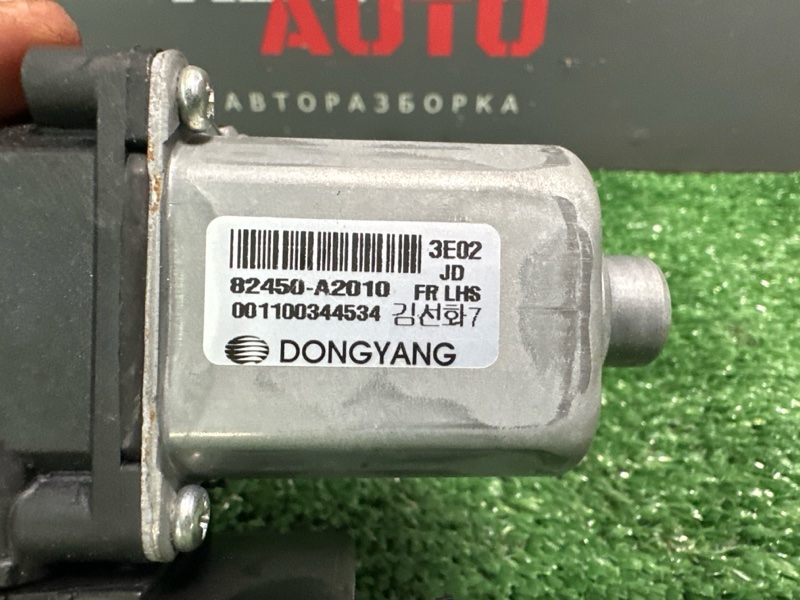 AUTO
АВТОРАЗБОРКА
3E02
JD
82450-A2010 FR LHS
001100344534 김선화7
DONGYANG